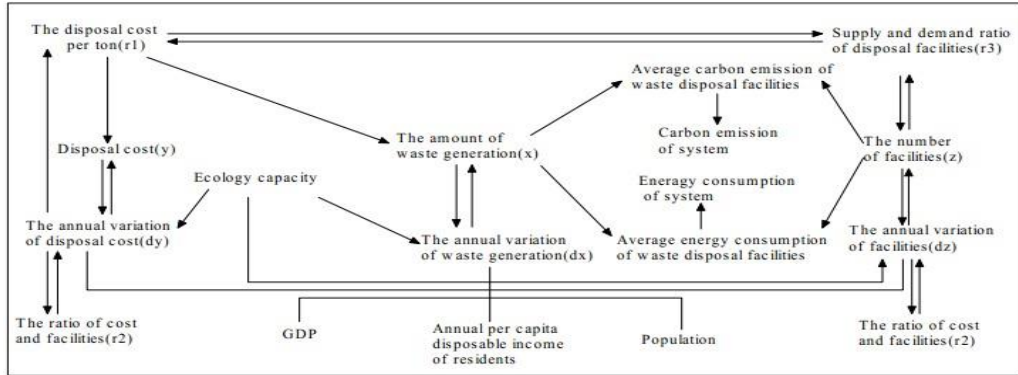 The disposal cost
per ton(r1)
Supply and demand ratio
of disposal facilities(r3)
Average carbon emission of
waste disposal facilities
Carbon emission
of system
The amount of
waste generation(x)
The number
of facilities(z)
Disposal cost(y)
Ecology capacity
Eneragy consumption
of system
The annual variation
of disposal cost(dy)
The annual variation
of waste generation(dx)
Average energy consumption
of waste disposal facilities
The annual variation
of facilities(dz)
The ratio of cost
and facilities(r2)
GDP
Annual per capita
disposable income
of residents
Population
The ratio of cost
and facilities(r2)